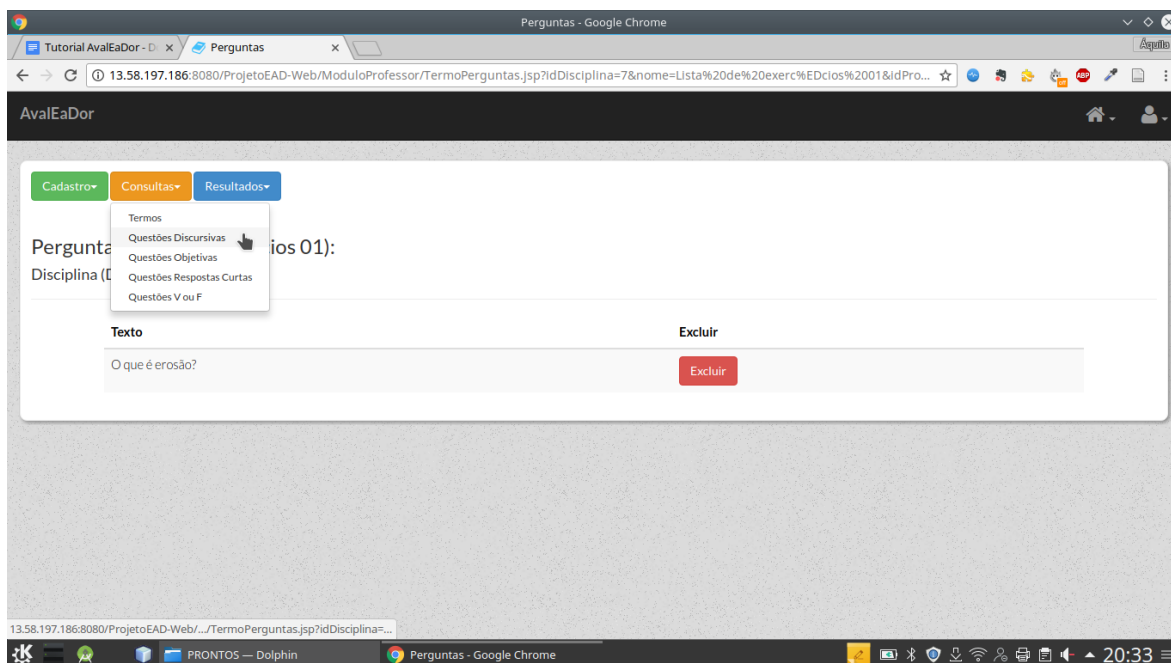 Perguntas - Google Chrome
Tutorial AvalEaDor - D
Perguntas
Áquila
13.58.197.186:8080/ProjetoEAD-Web/ModuloProfessor/TermoPerguntas.jsp?idDisciplina=7&nome=Lista%20de%20exerc%EDcios%2001&idPro...
ABP
AvalEaDor
Cadastro
Consultas
Resultados
Termos
Questões Discursivas
Questões Objetivas
Questões Respostas Curtas
Questões V ou F
Pergunta ios 01):
Disciplina (D
Texto Excluir
O que é erosão? Excluir
13.58.197.186:8080/ProjetoEAD-Web/.../TermoPerguntas.jsp?idDisciplina=...
PRONTOS — Dolphin
Perguntas - Google Chrome
20:33